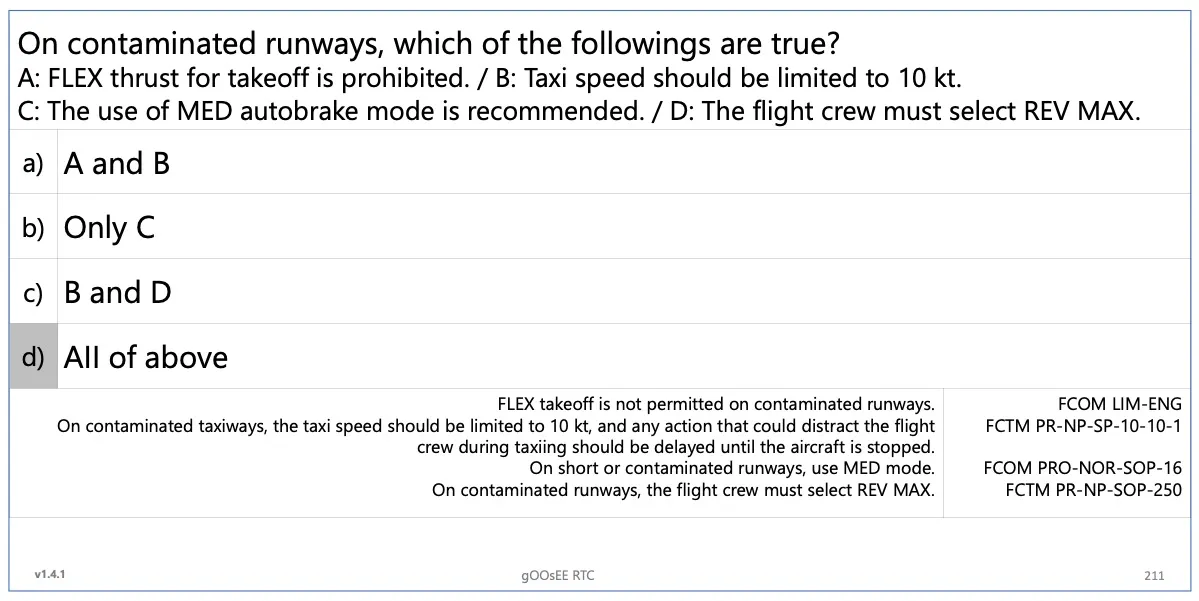 On contaminated runways, which of the followings are true?
A: FLEX thrust for takeoff is prohibited. / B: Taxi speed should be limited to 10 kt.
C: The use of MED autobrake mode is recommended. / D: The flight crew must select REV MAX.
a) A and B
b) Only C
c) B and D
d) All of above
FLEX takeoff is not permitted on contaminated runways. FCOM LIM-ENG
On contaminated taxiways, the taxi speed should be limited to 10 kt, and any action that could distract the flight FCTM PR-NP-SP-10-10-1
crew during taxiing should be delayed until the aircraft is stopped.
On short or contaminated runways, use MED mode. FCOM PRO-NOR-SOP-16
On contaminated runways, the flight crew must select REV MAX. FCTM PR-NP-SOP-250
v1.4.1 gOOsEE RTC 211